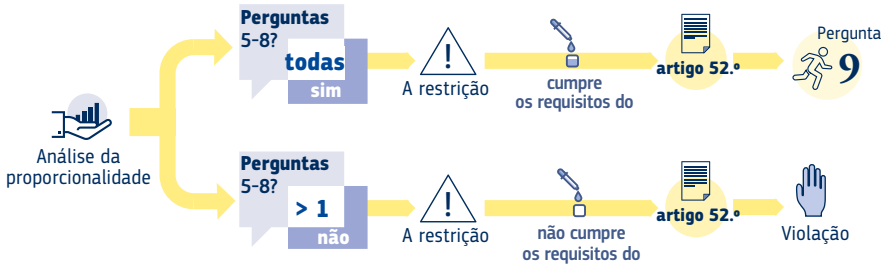 Análise da
proporcionalidade
Perguntas
5-8?
todas
sim
!
A restrição
cumpre
os requisitos do
artigo 52.º
Pergunta
9
Perguntas
5-8?
> 1
não
!
A restrição
não cumpre
os requisitos do
artigo 52.º
Violação